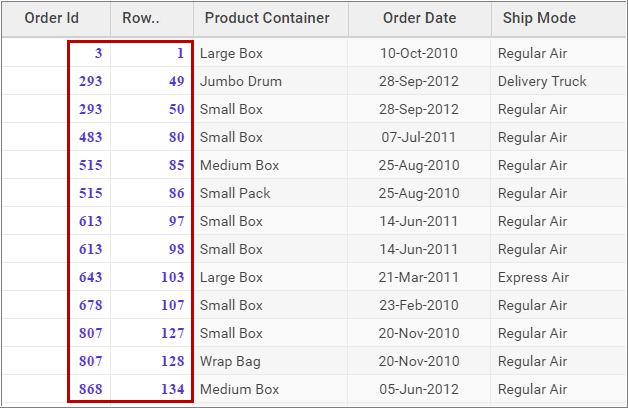 Order Id Row.. Product Container Order Date Ship Mode
3 1 Large Box 10-Oct-2010 Regular Air
293 49 Jumbo Drum 28-Sep-2012 Delivery Truck
293 50 Small Box 28-Sep-2012 Regular Air
483 80 Small Box 07-Jul-2011 Regular Air
515 85 Medium Box 25-Aug-2010 Regular Air
515 86 Small Pack 25-Aug-2010 Regular Air
613 97 Small Box 14-Jun-2011 Regular Air
613 98 Small Box 14-Jun-2011 Regular Air
643 103 Large Box 21-Mar-2011 Express Air
678 107 Small Box 23-Feb-2010 Regular Air
807 127 Small Box 20-Nov-2010 Regular Air
807 128 Wrap Bag 20-Nov-2010 Regular Air
868 134 Medium Box 05-Jun-2012 Regular Air